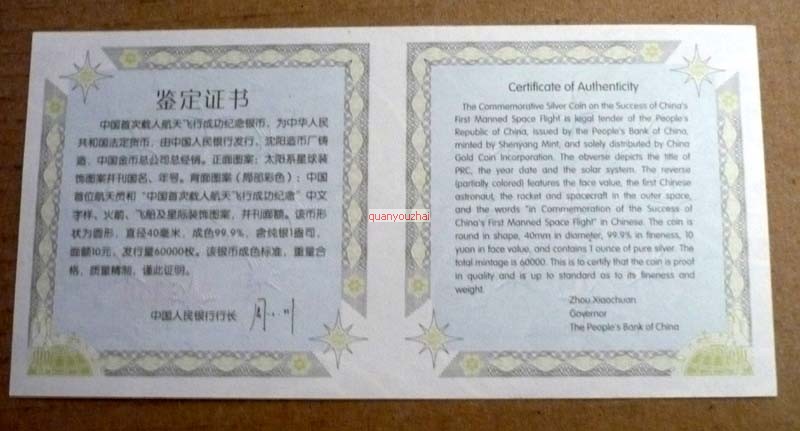 鉴定证书
中国首次载人航天飞行成功纪念银币，为中华人民
共和国法定货币，由中国人民银行发行，沈阳造币厂铸
造，中国金币总公司总经销。正面图案：太阳系星球装
饰图案并刊国名、年号。背面图案（局部彩色）：中国
首位航天员和“中国首次载人航天飞行成功纪念”中文
字样、火箭、飞船及星际装饰图案，并刊面额。该币形
状为圆形，直径40毫米，成色99.9%，含纯银1盎司，
面额10元，发行量60000枚。该银币成色标准，重量合
格，质量精制，谨此证明。
中国人民银行行长
Certificate of Authenticity
The Commemorative Silver Coin on the Success of China's
First Manned Space Flight is legal tender of the People's
Republic of China, issued by the People's Bank of China,
minted by Shenyang Mint, and solely distributed by China
Gold Coin Incorporation. The obverse depicts the title of
PRC, the year date and the solar system. The reverse
(partially colored) features the face value, the first Chinese
astronaut, the rocket and spacecraft in the outer space,
and the words "in Commemoration of the Success of
China's First Manned Space Flight" in Chinese. The coin is
round in shape, 40mm in diameter, 99.9% in fineness, 10
yuan in face value, and contains 1 ounce of pure silver. The
total mintage is 60000. This is to certify that the coin is proof
in quality and is up to standard as to its fineness and
weight.
Zhou Xiaochuan
Governor
The People's Bank of China
quanyouzhai